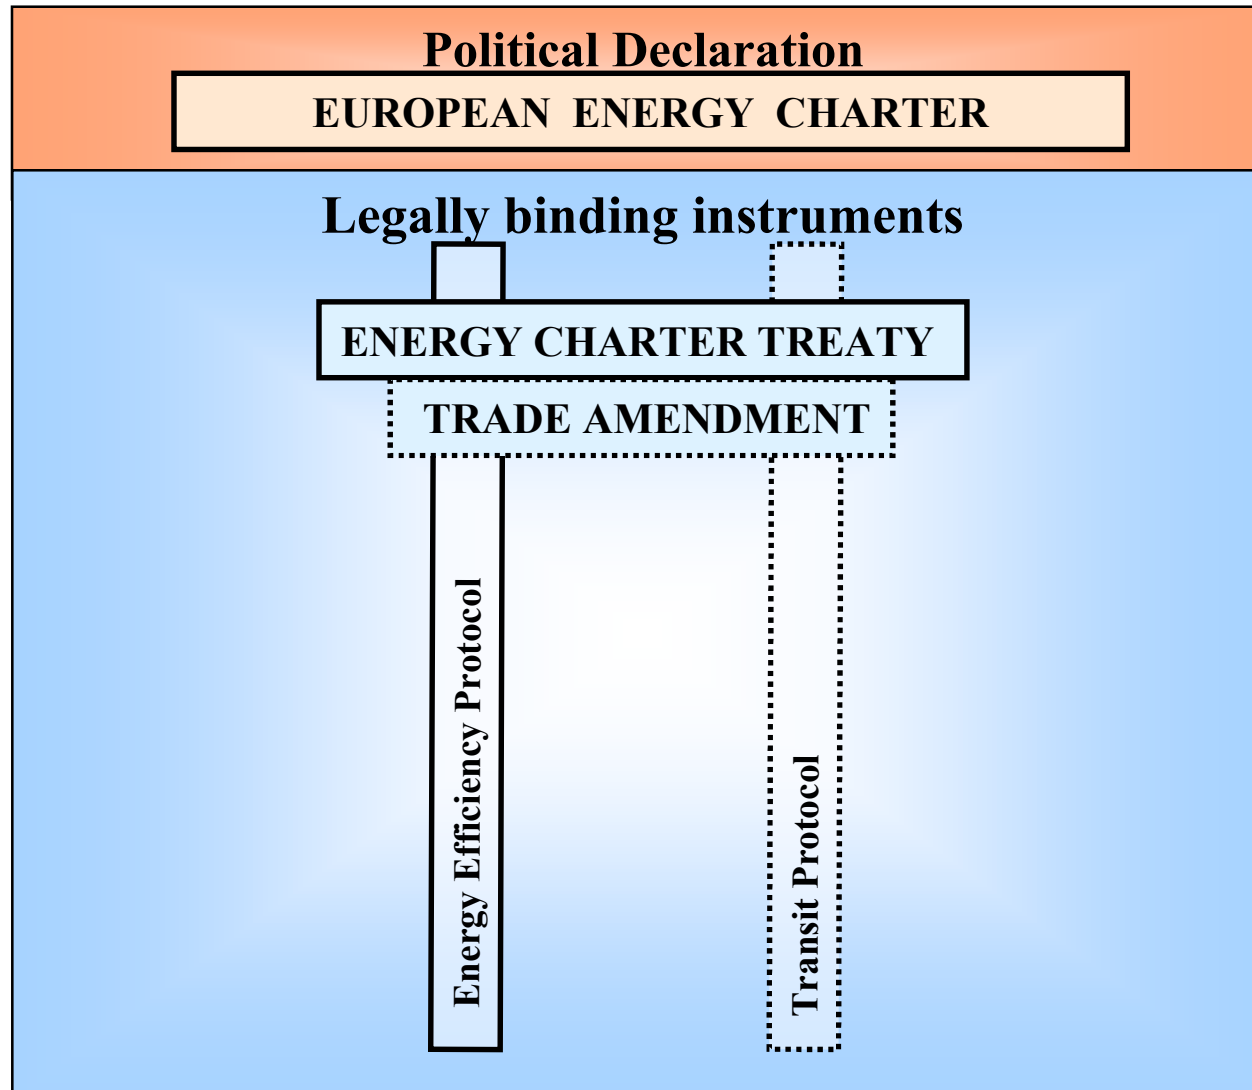 Political Declaration
EUROPEAN ENERGY CHARTER
Legally binding instruments
ENERGY CHARTER TREATY
TRADE AMENDMENT
Energy Efficiency Protocol
Transit Protocol